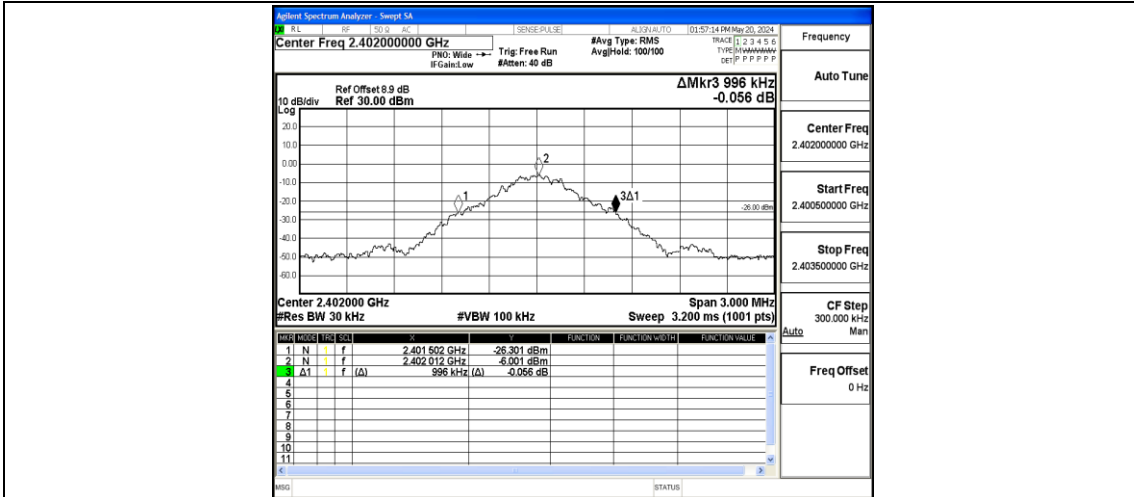 Agilent Spectrum Analyzer - Swept SA
RL RF 50 Ω AC SENSE:PULSE ALIGN AUTO 01:57:14 PM May 20, 2024
Center Freq 2.402000000 GHz
PNO: Wide
IFGain:Low
Trig: Free Run
#Atten: 40 dB
#Avg Type: RMS
Avg|Hold: 100/100
TRACE 1 2 3 4 5 6
TYPE MWWWWW
DET P P P P P P
Frequency
Auto Tune
Center Freq
2.402000000 GHz
Start Freq
2.400500000 GHz
Stop Freq
2.403500000 GHz
CF Step
300.000 kHz
Auto Man
Freq Offset
0 Hz
ΔMkr3 996 kHz
-0.056 dB
Ref Offset 8.9 dB
10 dB/div Ref 30.00 dBm
Log
20.0
10.0
0.00
-10.0
-20.0
-30.0
-40.0
-50.0
-60.0
1
2
3Δ1
-26.00 dBm
Center 2.402000 GHz Span 3.000 MHz
#Res BW 30 kHz #VBW 100 kHz Sweep 3.200 ms (1001 pts)
MKR MODE TRC SCL X Y FUNCTION FUNCTION WIDTH FUNCTION VALUE
1 N 1 f 2.401 502 GHz -26.301 dBm
2 N 1 f 2.402 012 GHz -6.001 dBm
3 Δ1 1 f (Δ) 996 kHz (Δ) -0.056 dB
4
5
6
7
8
9
10
11
MSG STATUS